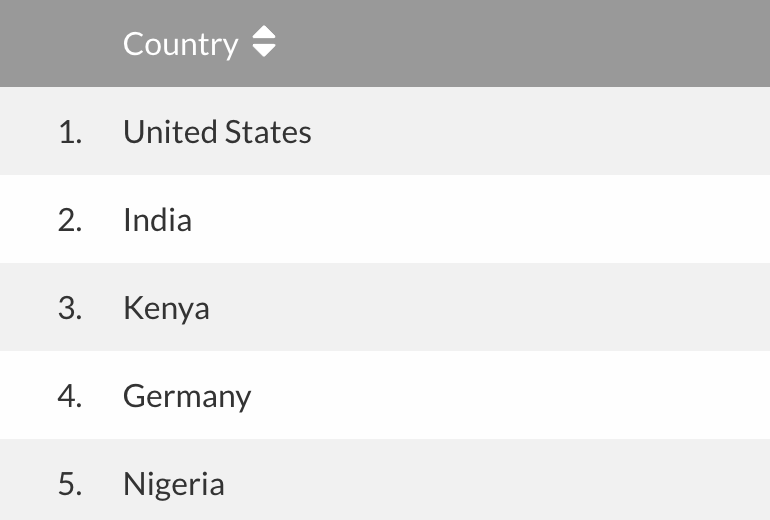 Country
1. United States
2. India
3. Kenya
4. Germany
5. Nigeria